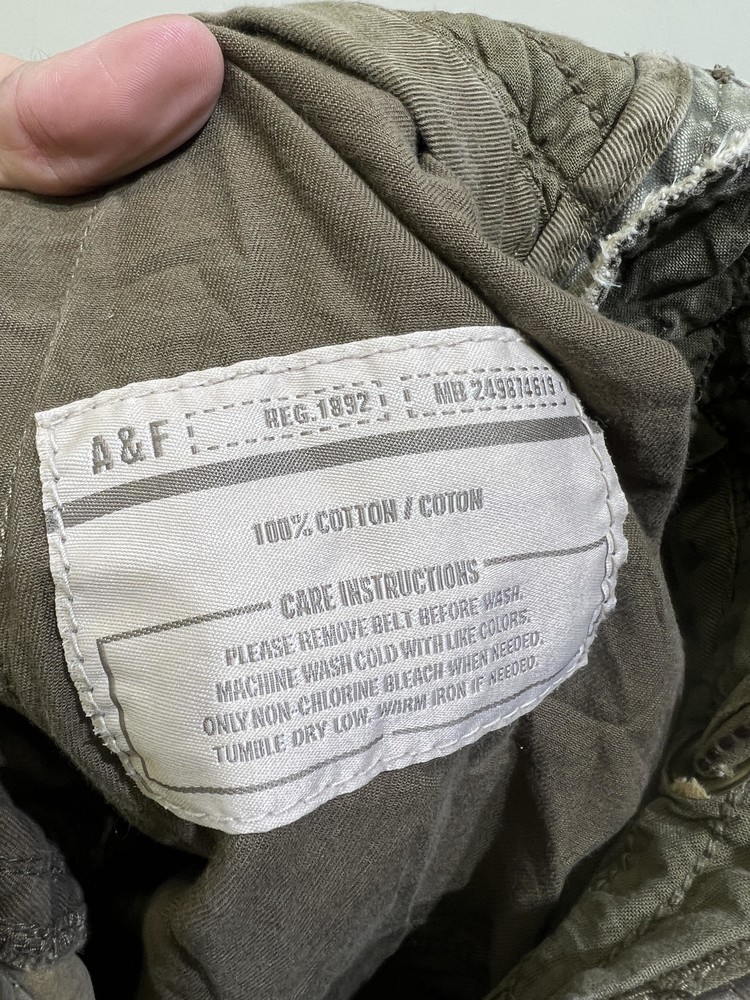 A & F REG.1892 MB 249874619
100% COTTON / COTON
CARE INSTRUCTIONS
PLEASE REMOVE BELT BEFORE WASH.
MACHINE WASH COLD WITH LIKE COLORS.
ONLY NON-CHLORINE BLEACH WHEN NEEDED.
TUMBLE DRY LOW. WARM IRON IF NEEDED.